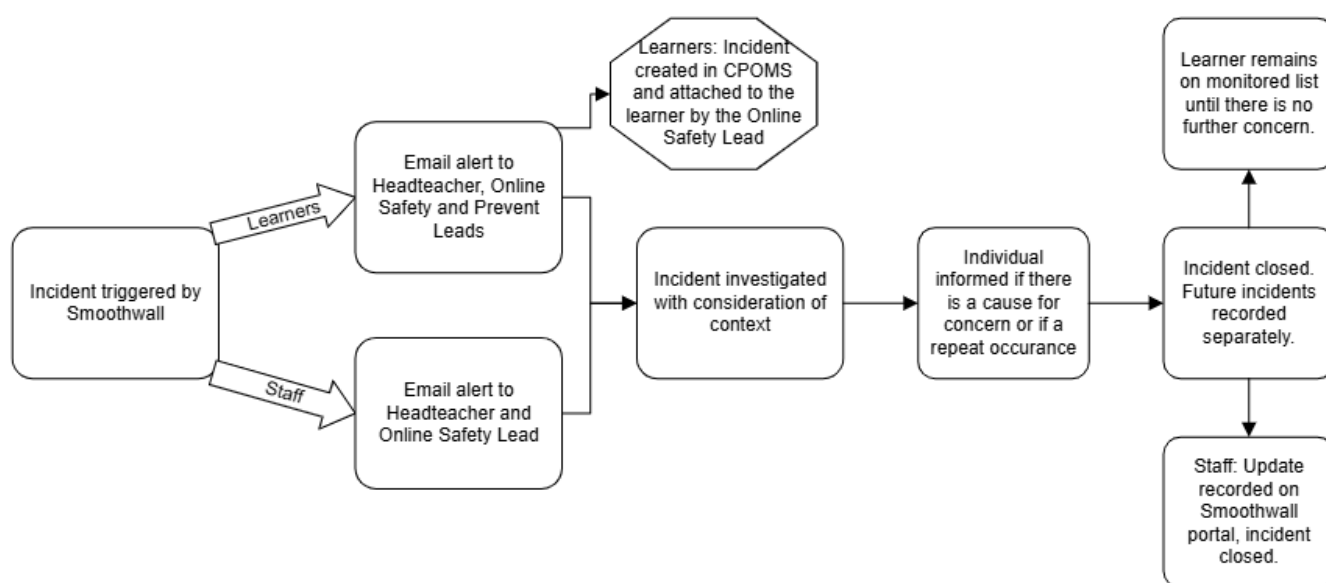 Incident triggered by
Smoothwall
Learners
Staff
Email alert to
Headteacher, Online
Safety and Prevent
Leads
Email alert to
Headteacher and
Online Safety Lead
Learners: Incident
created in CPOMS
and attached to the
learner by the Online
Safety Lead
Incident investigated
with consideration of
context
Individual
informed if there
is a cause for
concern or if a
repeat occurance
Incident closed.
Future incidents
recorded
separately.
Learner remains
on monitored list
until there is no
further concern.
Staff: Update
recorded on
Smoothwall
portal, incident
closed.